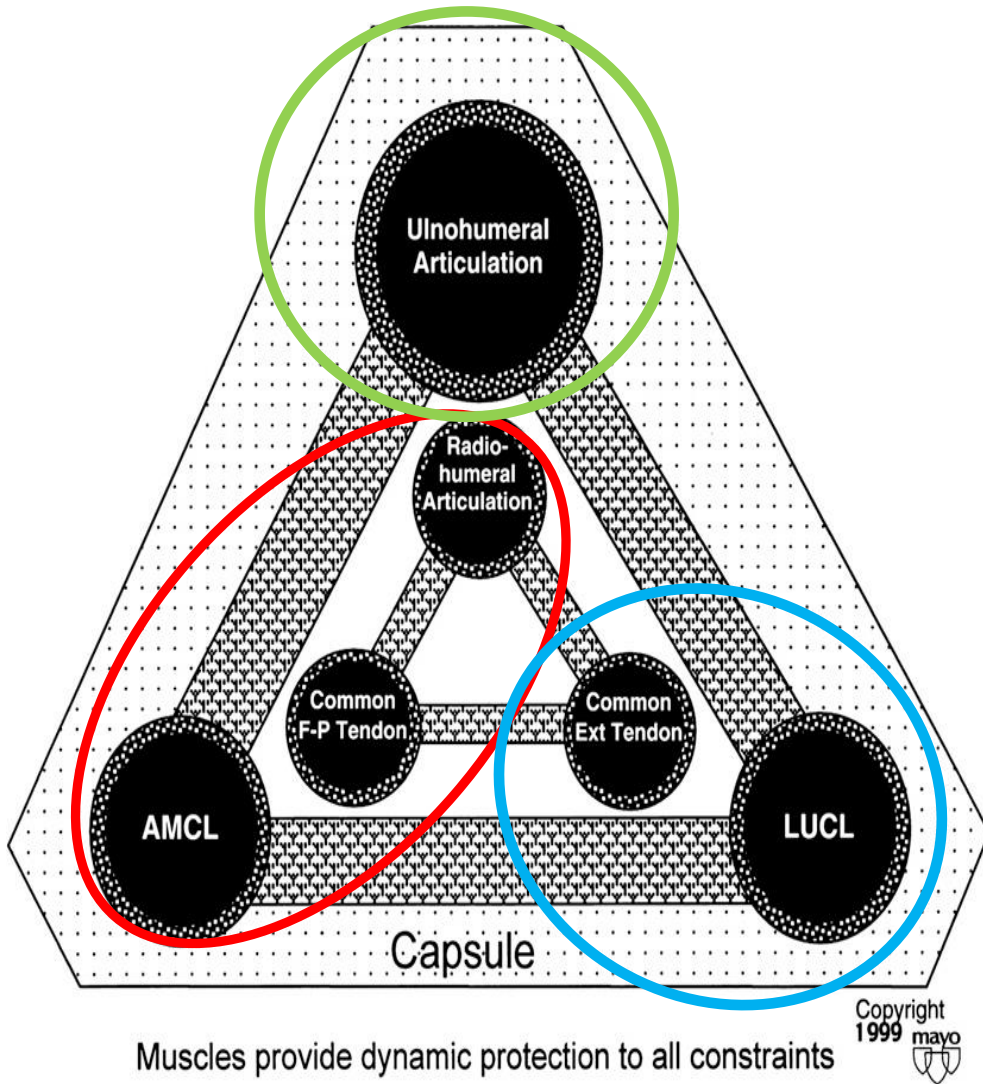 Ulnohumeral
Articulation
Radio-
humeral
Articulation
Common
F-P Tendon
Common
Ext Tendon
AMCL
LUCL
Capsule
Copyright
1999 mayo
Muscles provide dynamic protection to all constraints